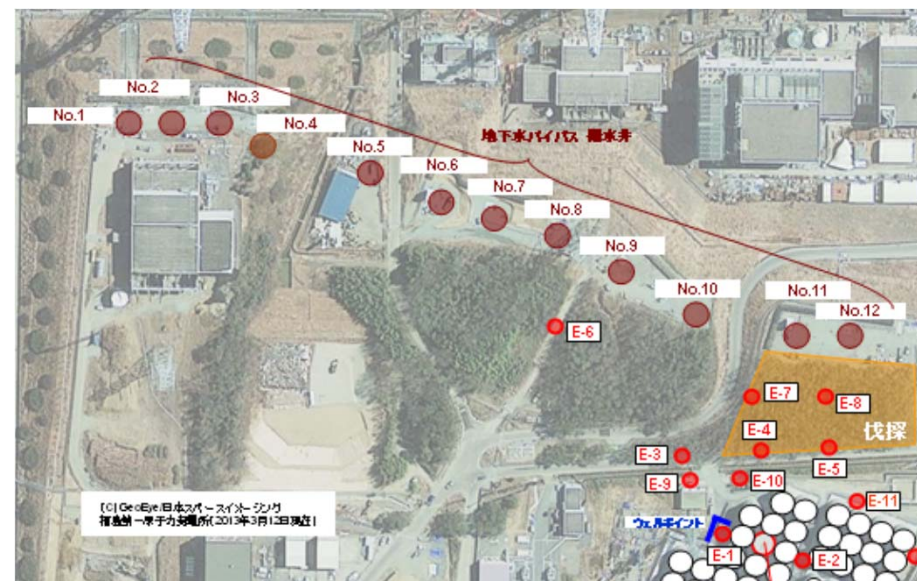 No.1
No.2
No.3
No.4
No.5
No.6
No.7
No.8
No.9
No.10
No.11
No.12
地下水バイパス 揚水井
E-6
E-7
E-8
E-4
伐採
E-3
E-5
E-9
E-10
E-11
ウェルポイント
E-1
E-2
(C)GeoEye/日本スペースイメージング
福島第一原子力発電所(2013年3月12日現在)